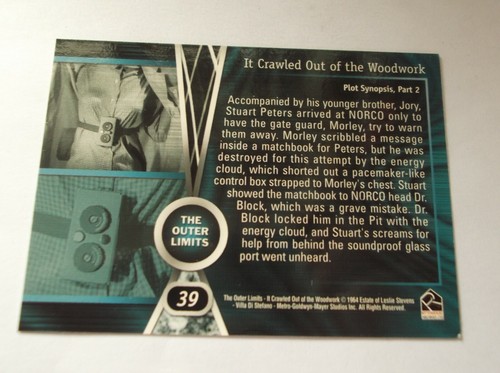 It Crawled Out of the Woodwork
Plot Synopsis, Part 2
Accompanied by his younger brother, Jory,
Stuart Peters arrived at NORCO only to
have the gate guard, Morley, try to warn
them away. Morley scribbled a message
inside a matchbook for Peters, but he was
destroyed for this attempt by the energy
cloud, which shorted out a pacemaker-like
control box strapped to Morley's chest. Stuart
showed the matchbook to NORCO head Dr.
Block, which was a grave mistake. Dr.
Block locked him in the Pit with the
energy cloud, and Stuart's screams for
help from behind the soundproof glass
port went unheard.
THE
OUTER
LIMITS
39
The Outer Limits - It Crawled Out of the Woodwork © 1964 Estate of Leslie Stevens
- Villa Di Stefano - Metro-Goldwyn-Mayer Studios Inc. All Rights Reserved.